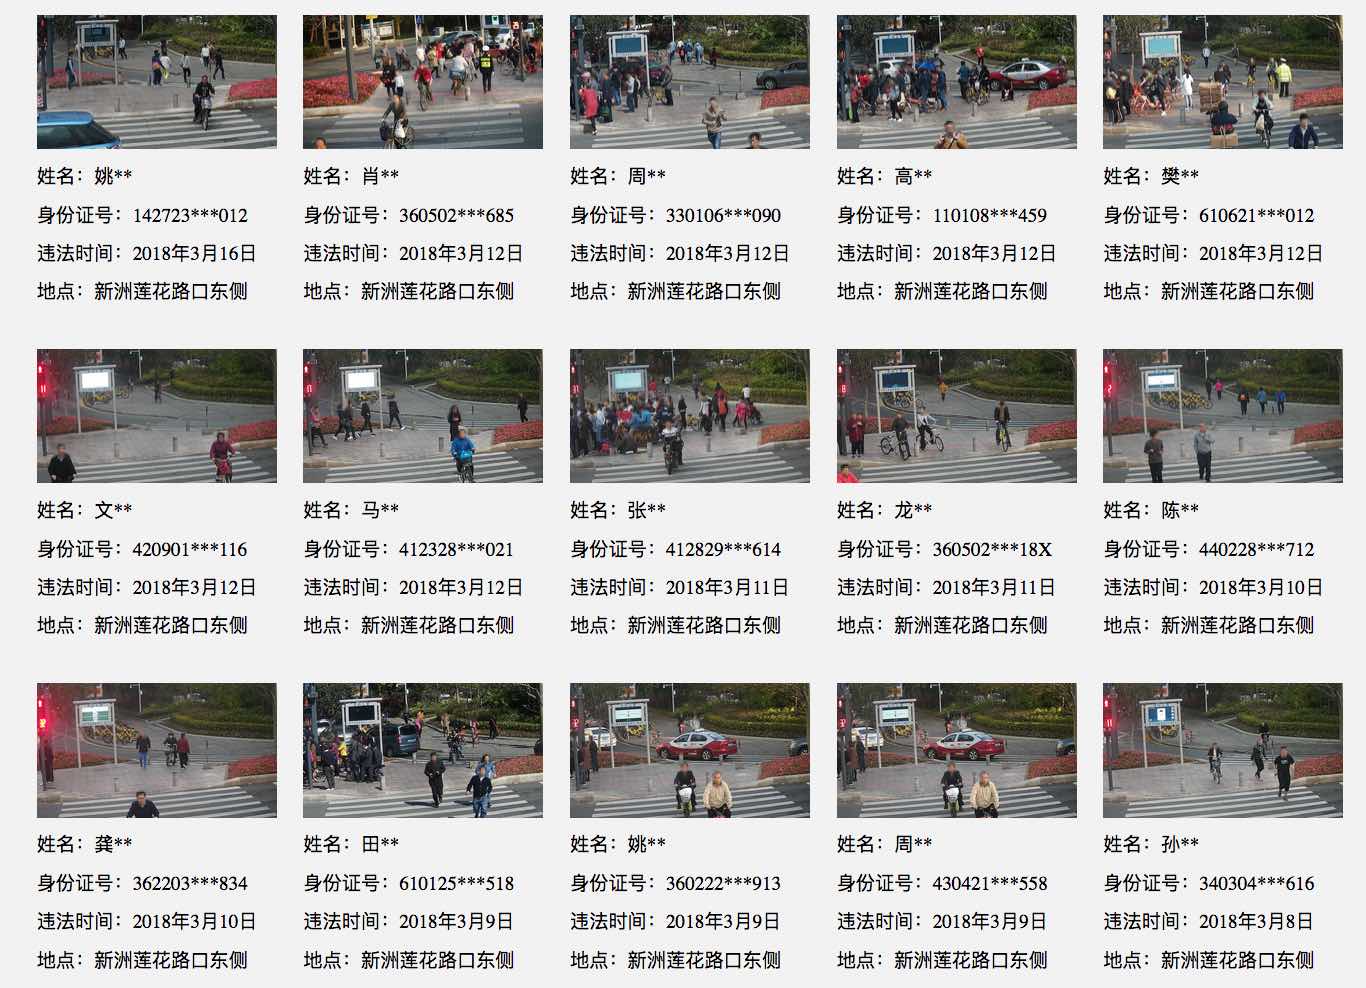 姓名：姚**
身份证号：142723***012
违法时间：2018年3月16日
地点：新洲莲花路口东侧
姓名：肖**
身份证号：360502***685
违法时间：2018年3月12日
地点：新洲莲花路口东侧
姓名：周**
身份证号：330106***090
违法时间：2018年3月12日
地点：新洲莲花路口东侧
姓名：高**
身份证号：110108***459
违法时间：2018年3月12日
地点：新洲莲花路口东侧
姓名：樊**
身份证号：610621***012
违法时间：2018年3月12日
地点：新洲莲花路口东侧
姓名：文**
身份证号：420901***116
违法时间：2018年3月12日
地点：新洲莲花路口东侧
姓名：马**
身份证号：412328***021
违法时间：2018年3月12日
地点：新洲莲花路口东侧
姓名：张**
身份证号：412829***614
违法时间：2018年3月11日
地点：新洲莲花路口东侧
姓名：龙**
身份证号：360502***18X
违法时间：2018年3月11日
地点：新洲莲花路口东侧
姓名：陈**
身份证号：440228***712
违法时间：2018年3月10日
地点：新洲莲花路口东侧
姓名：龚**
身份证号：362203***834
违法时间：2018年3月10日
地点：新洲莲花路口东侧
姓名：田**
身份证号：610125***518
违法时间：2018年3月9日
地点：新洲莲花路口东侧
姓名：姚**
身份证号：360222***913
违法时间：2018年3月9日
地点：新洲莲花路口东侧
姓名：周**
身份证号：430421***558
违法时间：2018年3月9日
地点：新洲莲花路口东侧
姓名：孙**
身份证号：340304***616
违法时间：2018年3月8日
地点：新洲莲花路口东侧